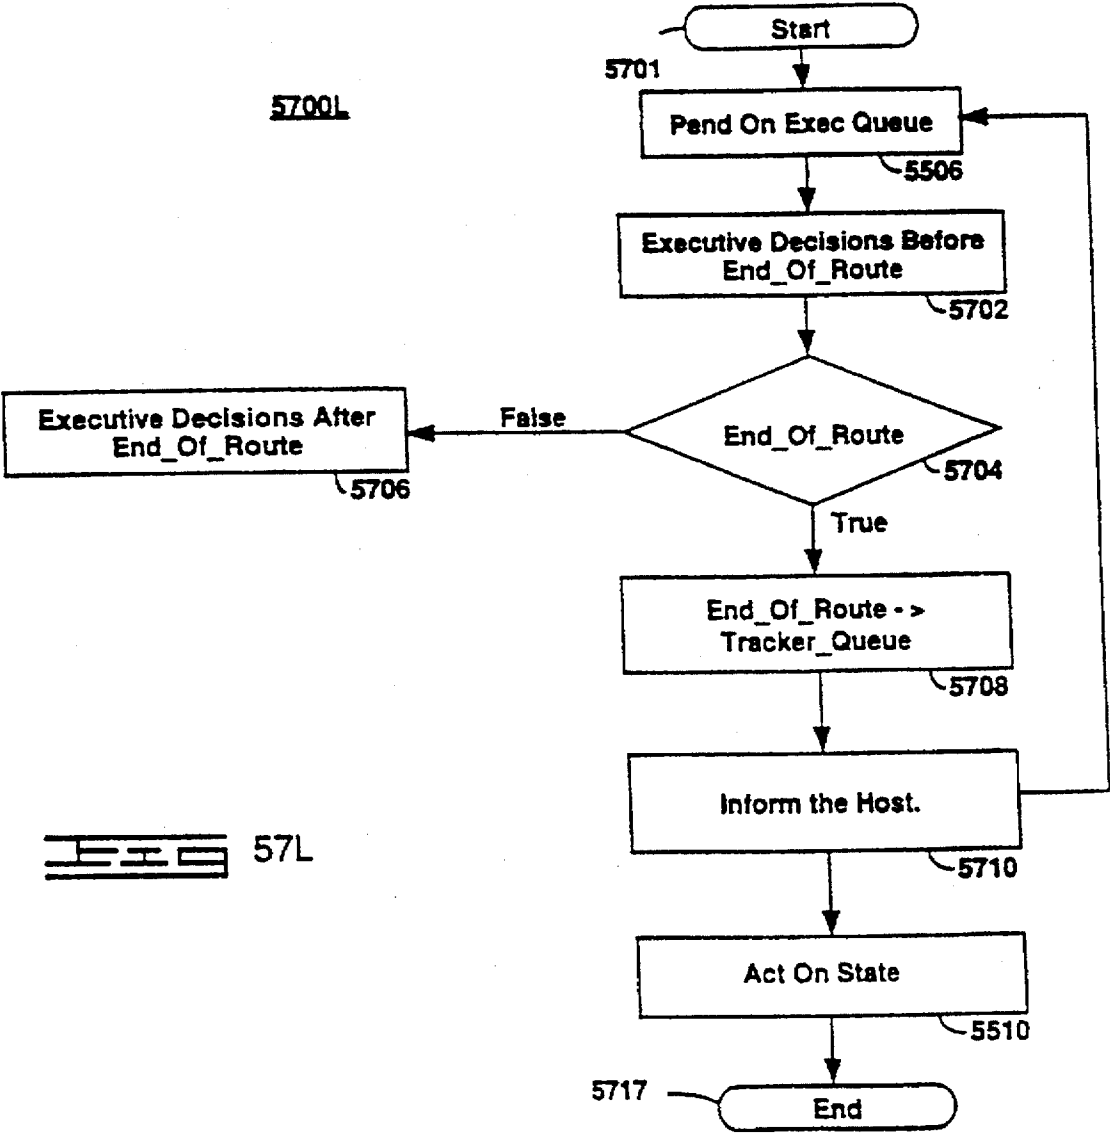 Start
5701
5700L
Pend On Exec Queue
5506
Executive Decisions Before
End_Of_Route
5702
Executive Decisions After
End_Of_Route
5706
False
End_Of_Route
5704
True
End_Of_Route - >
Tracker_Queue
5708
Inform the Host.
5710
FIG 57L
Act On State
5510
5717
End